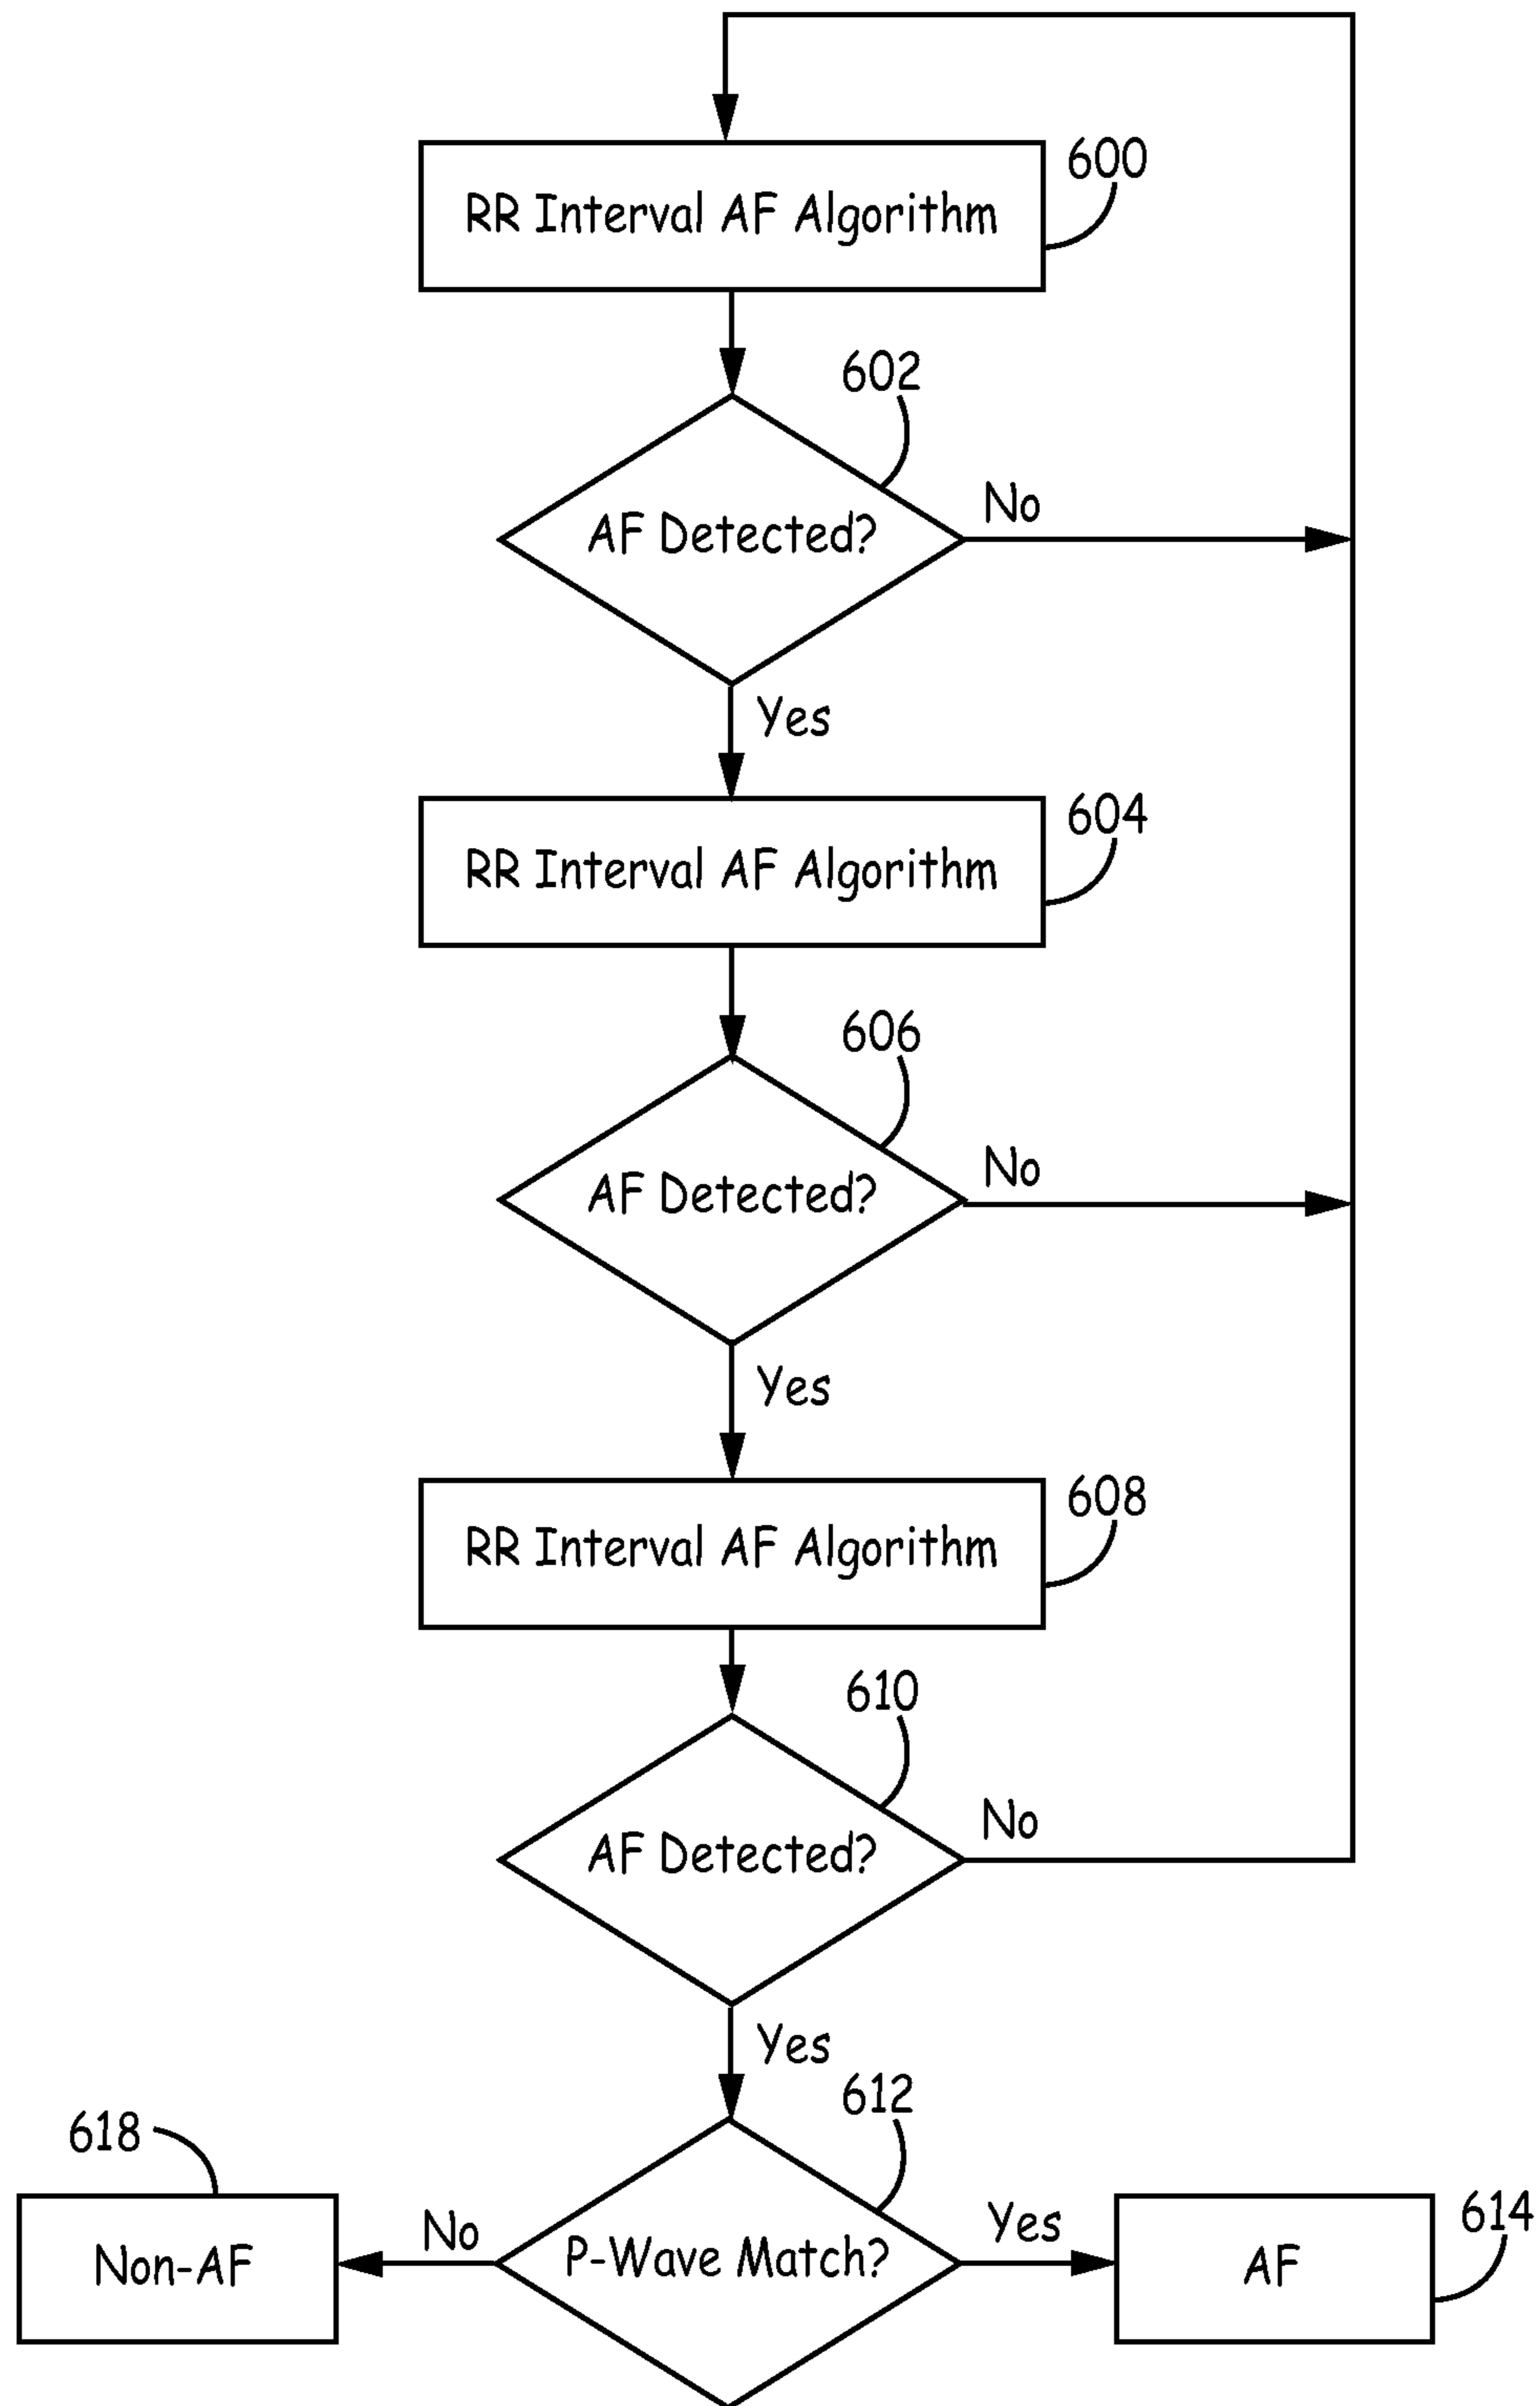 RR Interval AF Algorithm
600
602
AF Detected?
No
Yes
RR Interval AF Algorithm
604
606
AF Detected?
No
Yes
RR Interval AF Algorithm
608
610
AF Detected?
No
Yes
612
618
Non-AF
No
P-Wave Match?
Yes
AF
614